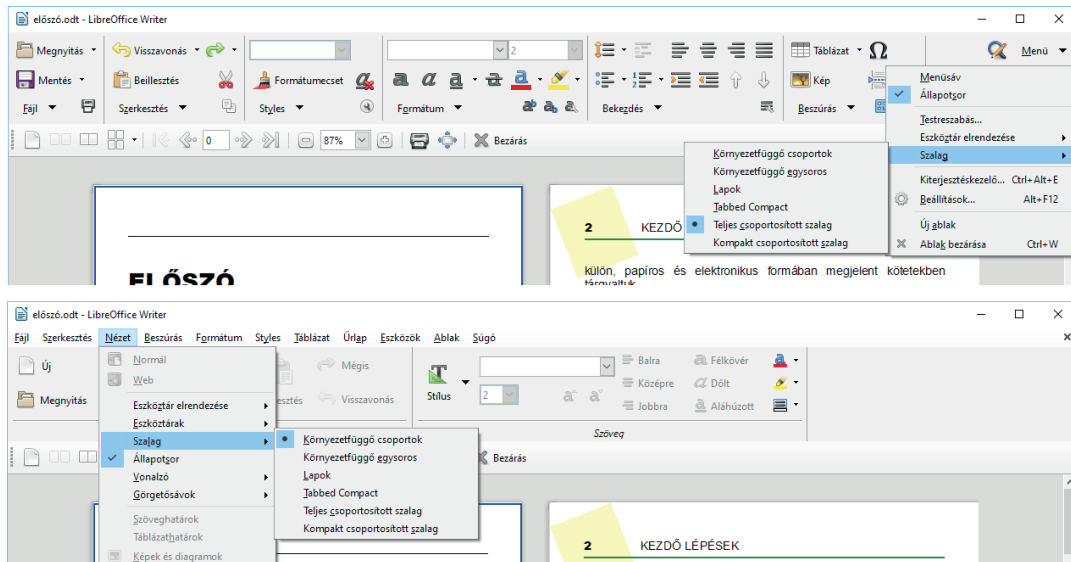 előszó.odt - LibreOffice Writer
Megnyitás Visszavonás 2 Táblázat Ω Menü
Mentés Beillesztés Formátumecset a a a a a Kép
Fájl Szerkesztés Styles Formátum Bekezdés Beszúrás
0 87% Bezárás
Menüsáv
Állapotsor
Testreszabás...
Eszköztár elrendezése
Szalag
Kiterjesztéskezelő... Ctrl+Alt+E
Beállítások... Alt+F12
Új ablak
Ablak bezárása Ctrl+W
Környezetfüggő csoportok
Környezetfüggő egysoros
Lapok
Tabbed Compact
Teljes csoportosított szalag
Kompakt csoportosított szalag
2 KEZDŐ
ELŐSZÓ
külön, papíros és elektronikus formában megjelent kötetekben
tárgyaltuk
előszó.odt - LibreOffice Writer
Fájl Szerkesztés Nézet Beszúrás Formátum Styles Táblázat Űrlap Eszközök Ablak Súgó
Új Mégis Balra Félkövér
Megnyitás esztés Visszavonás Stílus 2 Középre Dőlt
Jobbra Aláhúzott
Szöveg
Bezárás
Normál
Web
Eszköztár elrendezése
Eszköztárak
Szalag
Állapotsor
Vonalzó
Görgetősávok
Szöveghatárok
Táblázathatárok
Képek és diagramok
Környezetfüggő csoportok
Környezetfüggő egysoros
Lapok
Tabbed Compact
Teljes csoportosított szalag
Kompakt csoportosított szalag
2 KEZDŐ LÉPÉSEK